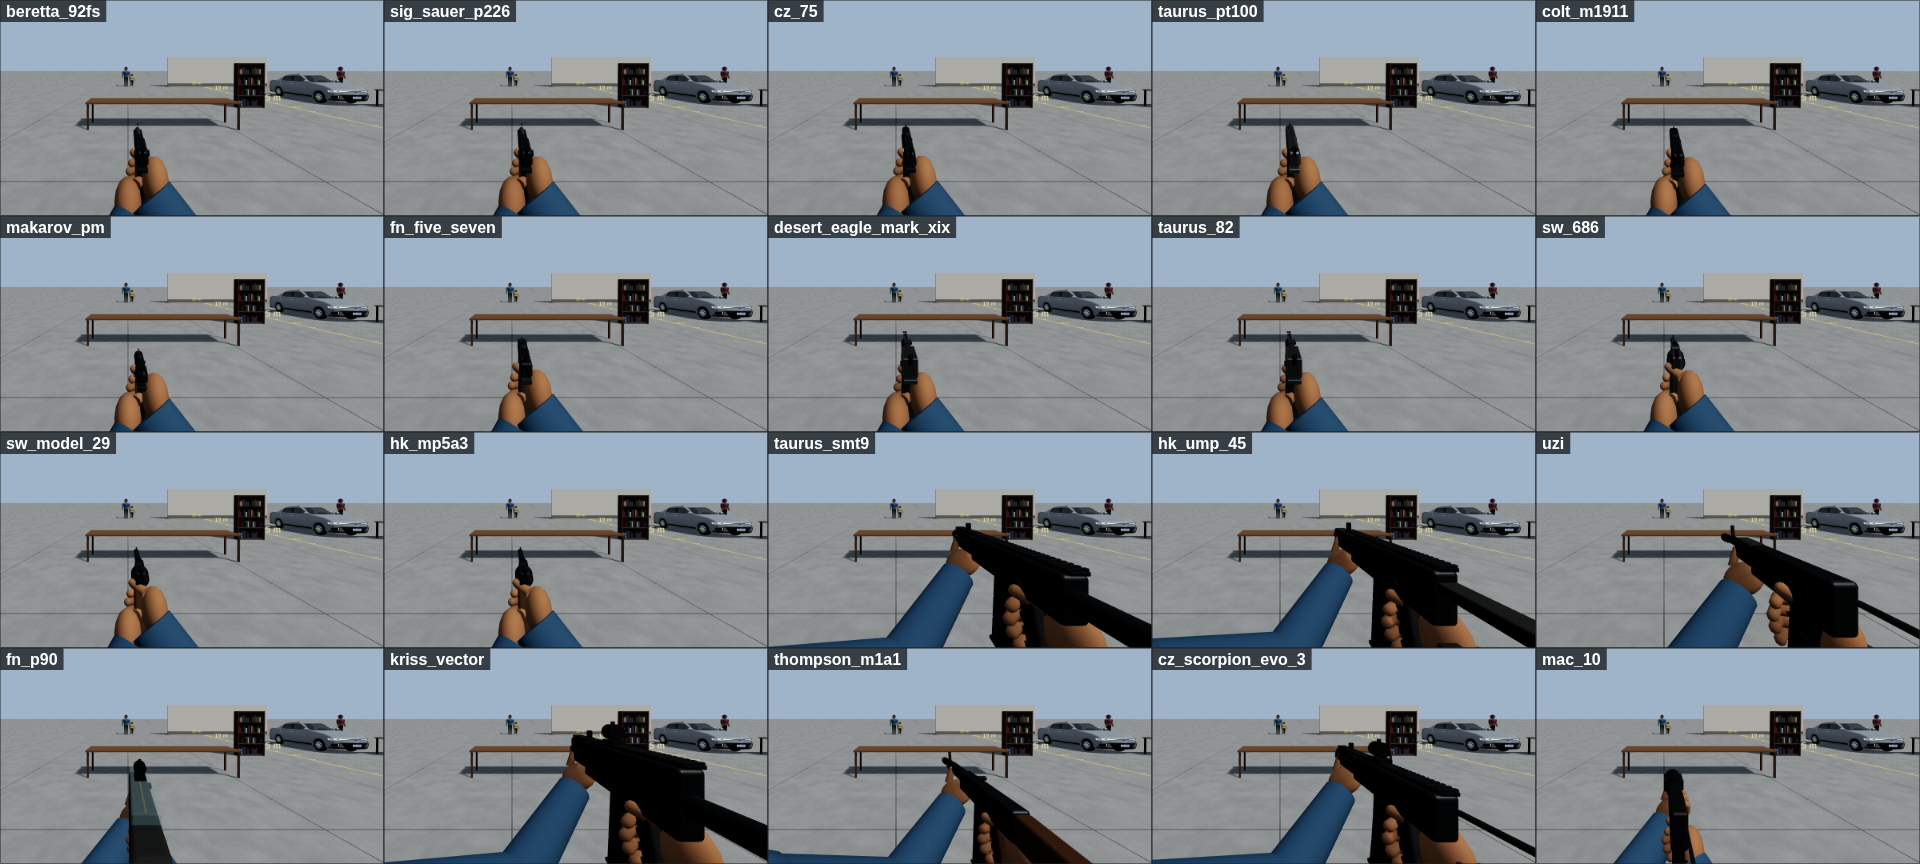 beretta_92fs
sig_sauer_p226
cz_75
taurus_pt100
colt_m1911
makarov_pm
fn_five_seven
desert_eagle_mark_xix
taurus_82
sw_686
sw_model_29
hk_mp5a3
taurus_smt9
hk_ump_45
uzi
fn_p90
kriss_vector
thompson_m1a1
cz_scorpion_evo_3
mac_10